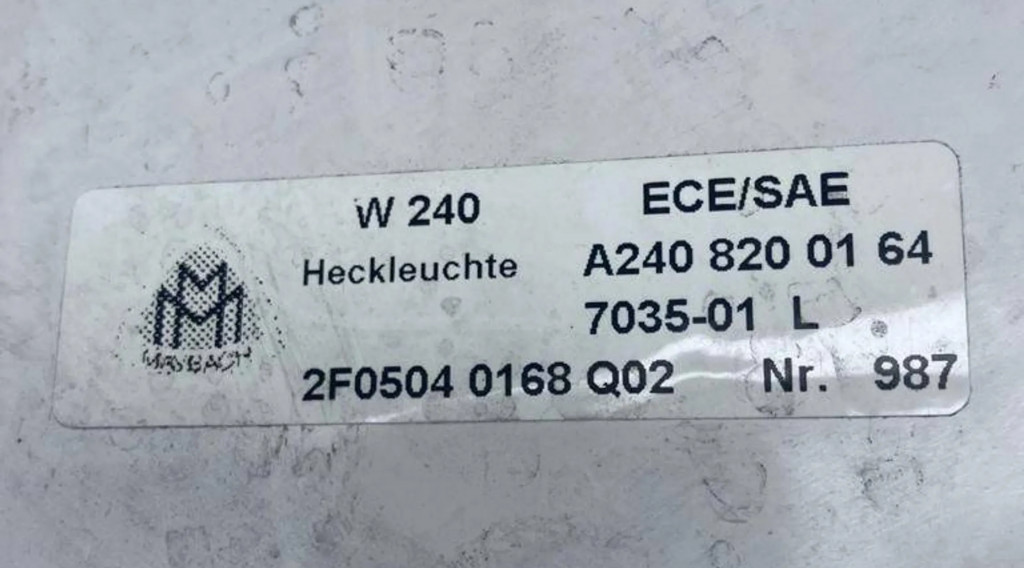 W 240 ECE/SAE
Heckleuchte A240 820 01 64
7035-01 L
MAYBACH
2F0504 0168 Q02 Nr. 987